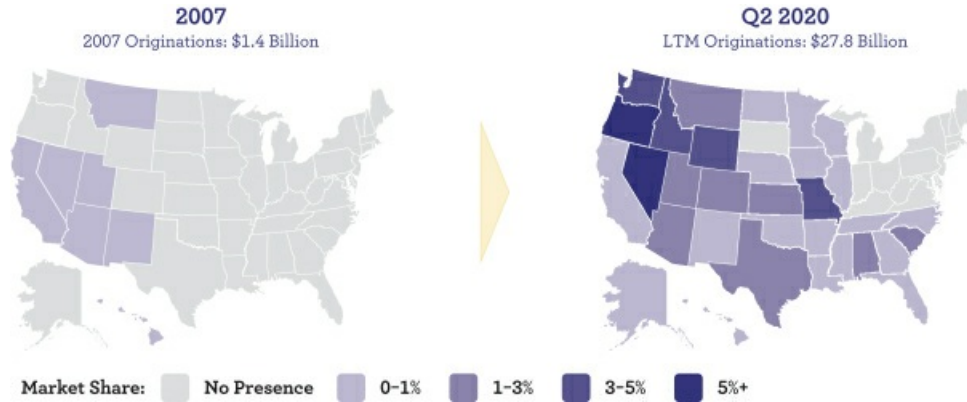 2007
2007 Originations: $1.4 Billion
Q2 2020
LTM Originations: $27.8 Billion
Market Share: No Presence 0-1% 1-3% 3-5% 5%+